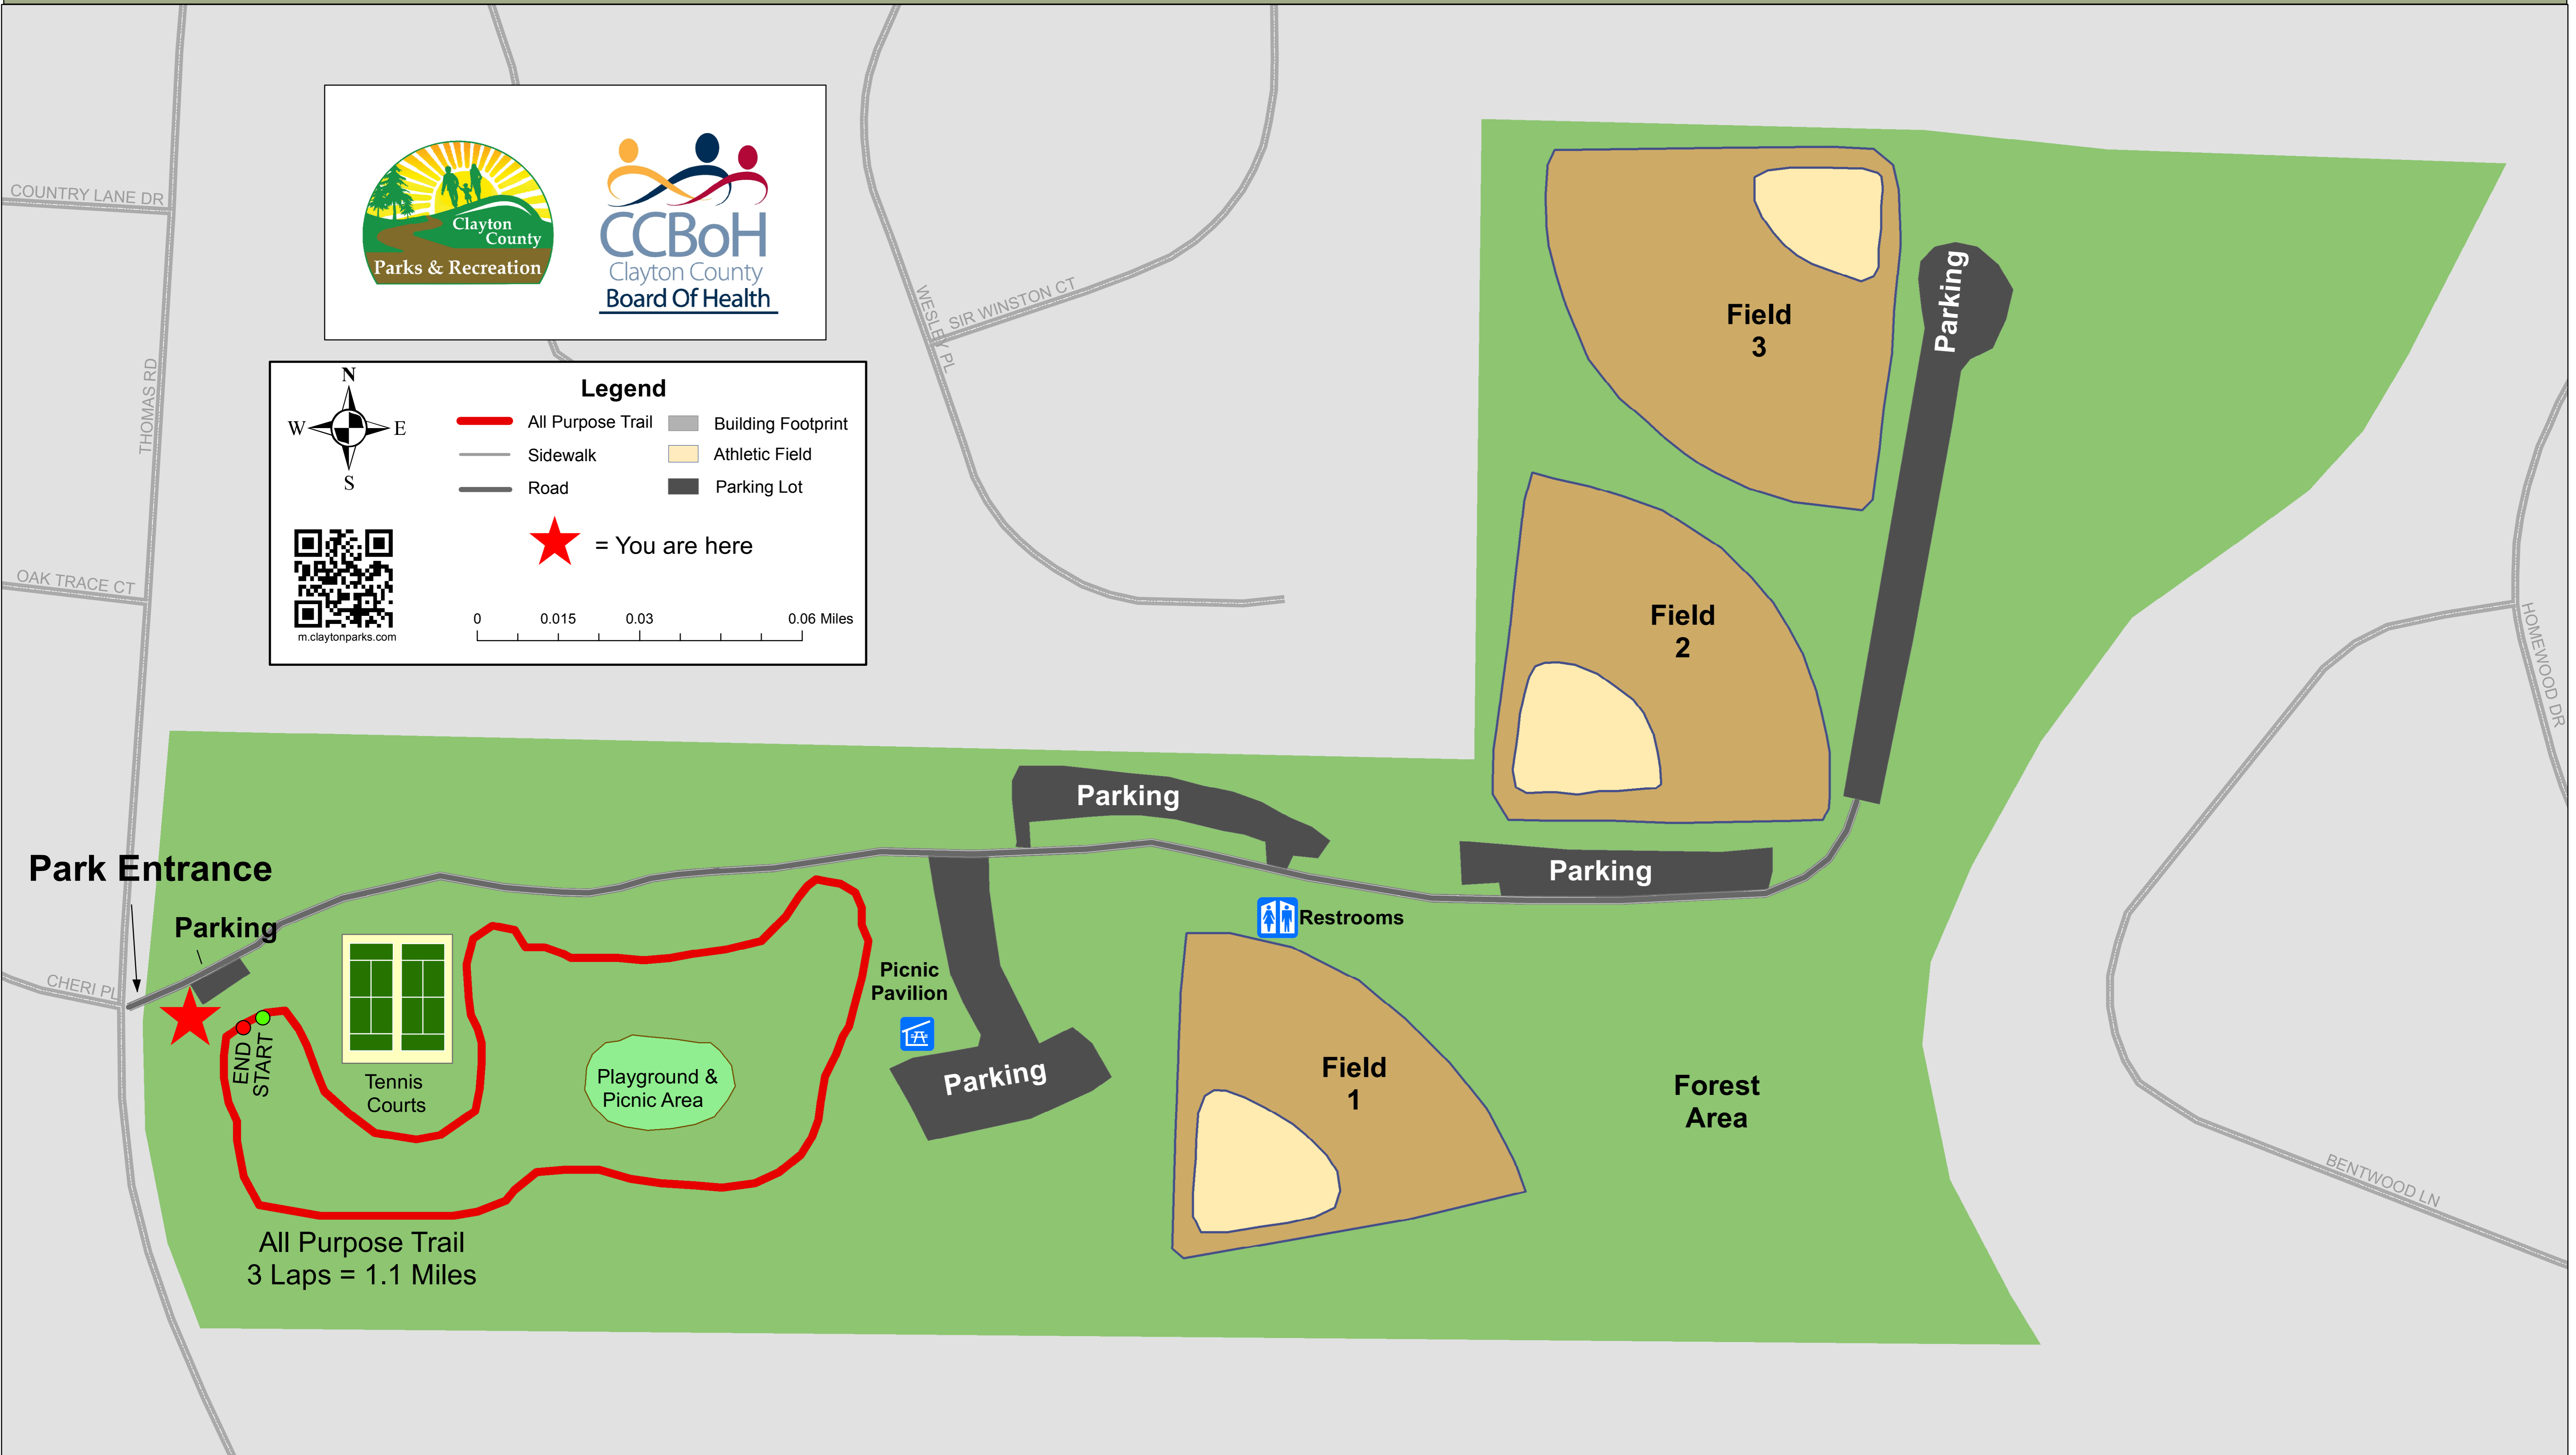 COUNTRY LANE DR
THOMAS RD
OAK TRACE CT
CHERI PL
WESLEY PL
SIR WINSTON CT
HOMEWOOD DR
BENTWOOD LN
Clayton
County
Parks & Recreation
CCBoH
Clayton County
Board Of Health
Legend
N
W
E
S
All Purpose Trail
Sidewalk
Road
Building Footprint
Athletic Field
Parking Lot
= You are here
m.claytonparks.com
0 0.015 0.03 0.06 Miles
Field
3
Parking
Field
2
Parking
Parking
Park Entrance
Parking
Restrooms
Picnic
Pavilion
Parking
END
START
Tennis
Courts
Playground &
Picnic Area
Field
1
Forest
Area
All Purpose Trail
3 Laps = 1.1 Miles